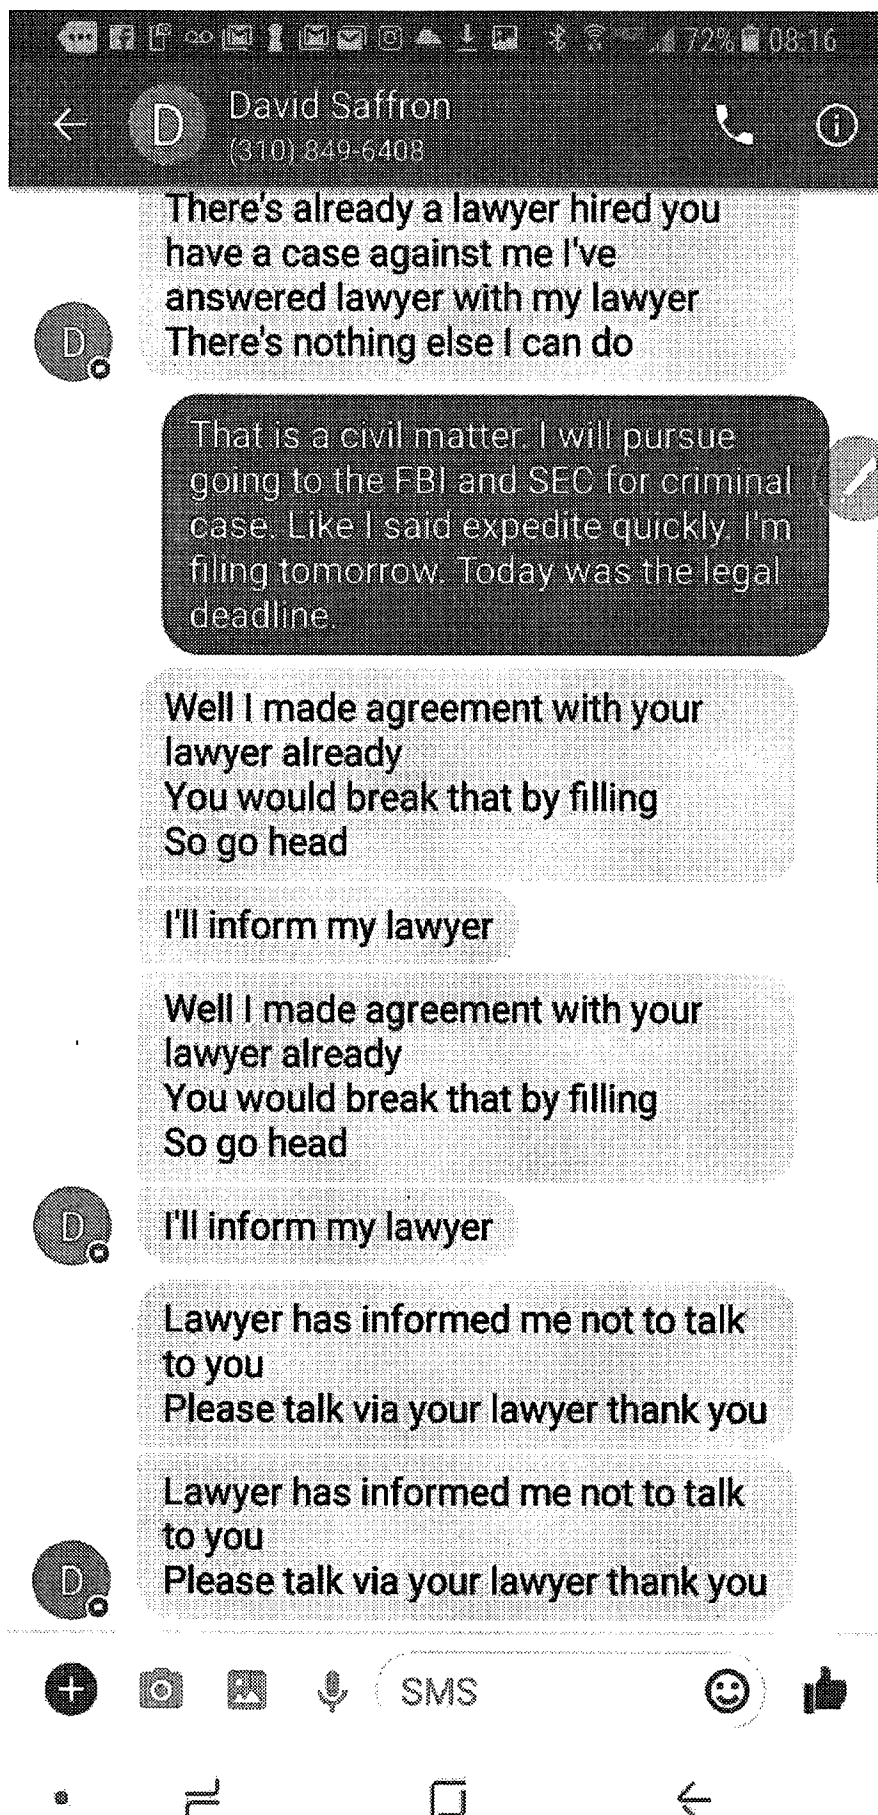 72% 08:16
D
David Saffron
(310) 849-6408
There's already a lawyer hired you
have a case against me I've
answered lawyer with my lawyer
There's nothing else I can do
D
That is a civil matter. I will pursue
going to the FBI and SEC for criminal
case. Like I said expedite quickly. I'm
filing tomorrow. Today was the legal
deadline.
Well I made agreement with your
lawyer already
You would break that by filling
So go head
I'll inform my lawyer
Well I made agreement with your
lawyer already
You would break that by filling
So go head
D
I'll inform my lawyer
Lawyer has informed me not to talk
to you
Please talk via your lawyer thank you
Lawyer has informed me not to talk
to you
D
Please talk via your lawyer thank you
SMS